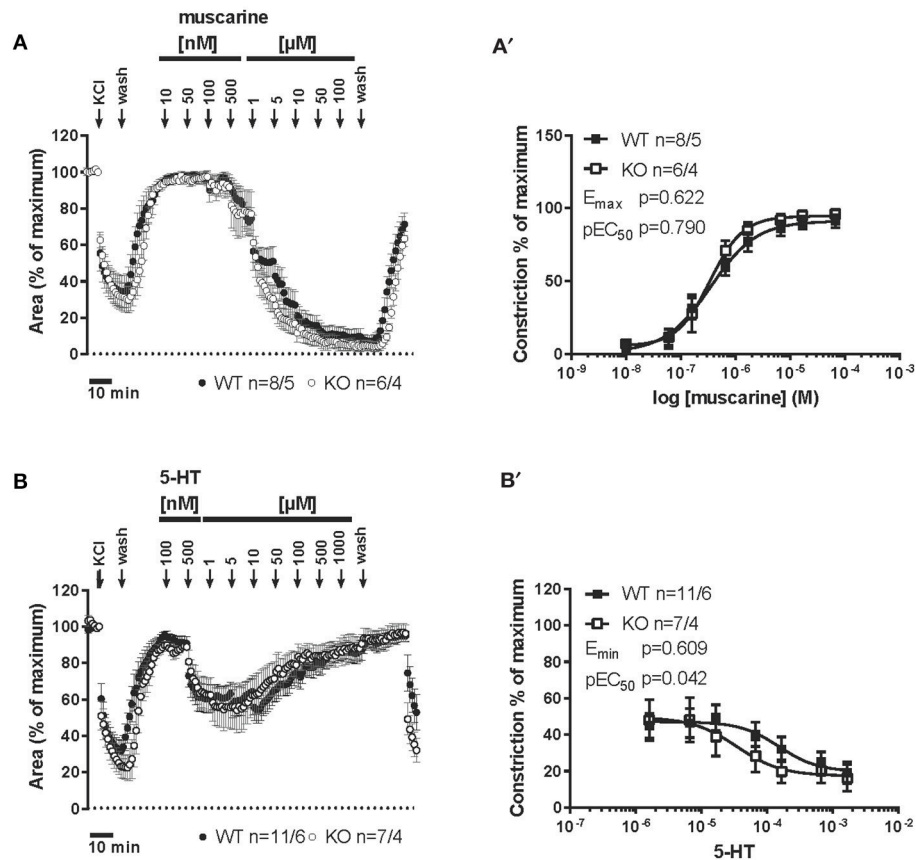 A
muscarine
[nM] [µM]
KCl wash 10 50 100 500 1 5 10 50 100 wash
Area (% of maximum)
120
100
80
60
40
20
0
10 min
WT n=8/5 KO n=6/4
A′
Constriction % of maximum
150
100
50
0
WT n=8/5
KO n=6/4
Emax p=0.622
pEC50 p=0.790
10-9 10-8 10-7 10-6 10-5 10-4 10-3
log [muscarine] (M)
B
5-HT
[nM] [µM]
KCl wash 100 500 1 5 10 50 100 500 1000 wash
Area (% of maximum)
120
100
80
60
40
20
0
10 min
WT n=11/6 KO n=7/4
B′
Constriction % of maximum
120
100
80
60
40
20
0
WT n=11/6
KO n=7/4
Emin p=0.609
pEC50 p=0.042
10-7 10-6 10-5 10-4 10-3 10-2
5-HT